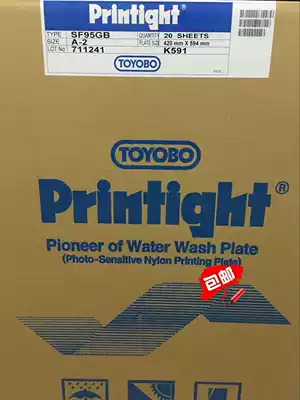 Printight
TYPE SF95GB QUANTITY 20 SHEETS
SIZE A-2 PLATE SIZE 420 mm X 594 mm
LOT No 711241 K591
TOYOBO
Printight®
Pioneer of Water Wash Plate
(Photo-Sensitive Nylon Printing Plate)
包邮